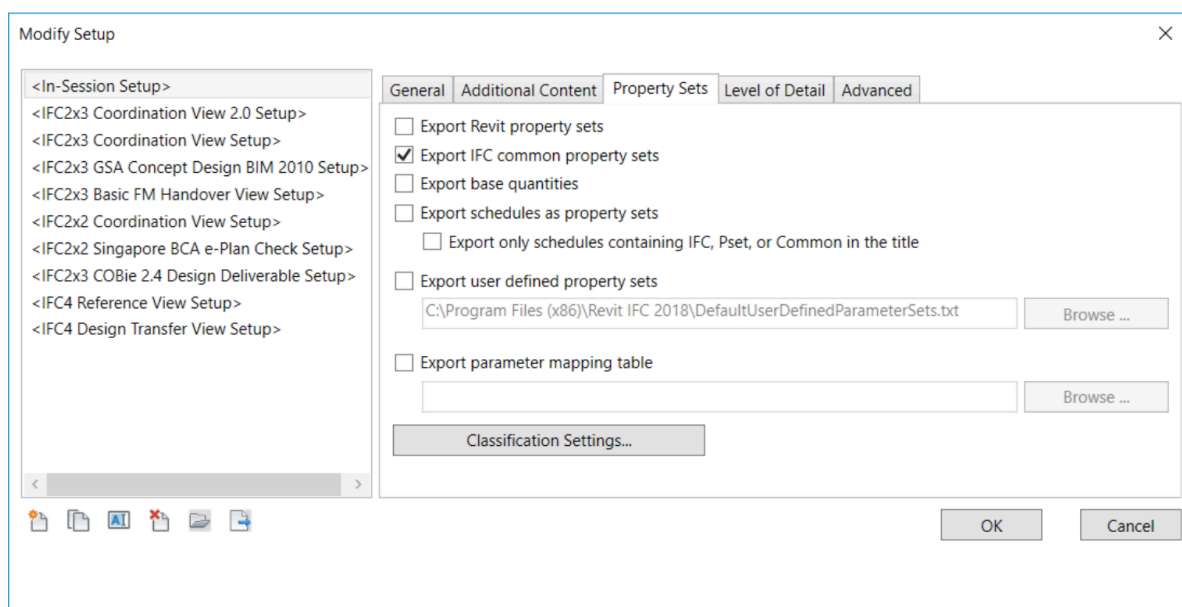 Modify Setup
<In-Session Setup>
<IFC2x3 Coordination View 2.0 Setup>
<IFC2x3 Coordination View Setup>
<IFC2x3 GSA Concept Design BIM 2010 Setup>
<IFC2x3 Basic FM Handover View Setup>
<IFC2x2 Coordination View Setup>
<IFC2x2 Singapore BCA e-Plan Check Setup>
<IFC2x3 COBie 2.4 Design Deliverable Setup>
<IFC4 Reference View Setup>
<IFC4 Design Transfer View Setup>
General Additional Content Property Sets Level of Detail Advanced
Export Revit property sets
Export IFC common property sets
Export base quantities
Export schedules as property sets
Export only schedules containing IFC, Pset, or Common in the title
Export user defined property sets
C:\Program Files (x86)\Revit IFC 2018\DefaultUserDefinedParameterSets.txt Browse ...
Export parameter mapping table
Browse ...
Classification Settings...
AI
OK Cancel